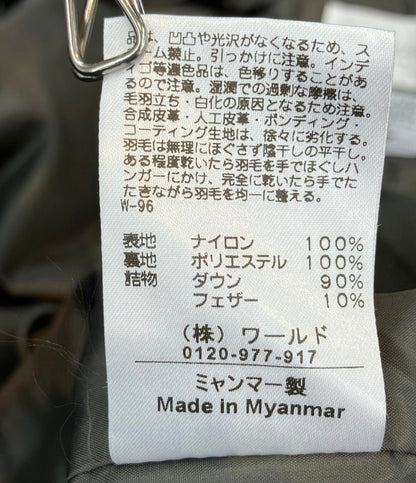 品は、凹凸や光沢がなくなるため、ス
チーム禁止。引っかけに注意。インデ
ィゴ等濃色品は、色移りすることがあ
るので注意。湿潤での過剰な摩擦は、
毛羽立ち・白化の原因となるため注意。
合成皮革・人工皮革・ボンディング・
コーティング生地は、徐々に劣化する。
羽毛は無理にほぐさず陰干しの平干し。
ある程度乾いたら羽毛を手でほぐしハ
ンガーにかけ、完全に乾いたら手でた
たきながら羽毛を均一に整える。
W-96
表地 ナイロン 100%
裏地 ポリエステル 100%
詰物 ダウン 90%
フェザー 10%
(株) ワールド
0120-977-917
ミャンマー製
Made in Myanmar